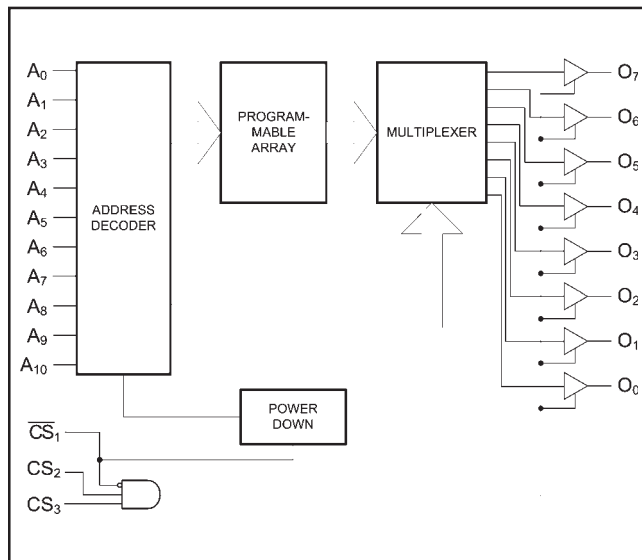 A0
A1
A2
A3
A4
A5
A6
A7
A8
A9
A10
ADDRESS
DECODER
PROGRAM-
MABLE
ARRAY
MULTIPLEXER
O7
O6
O5
O4
O3
O2
O1
O0
POWER
DOWN
C̅S̅1
CS2
CS3